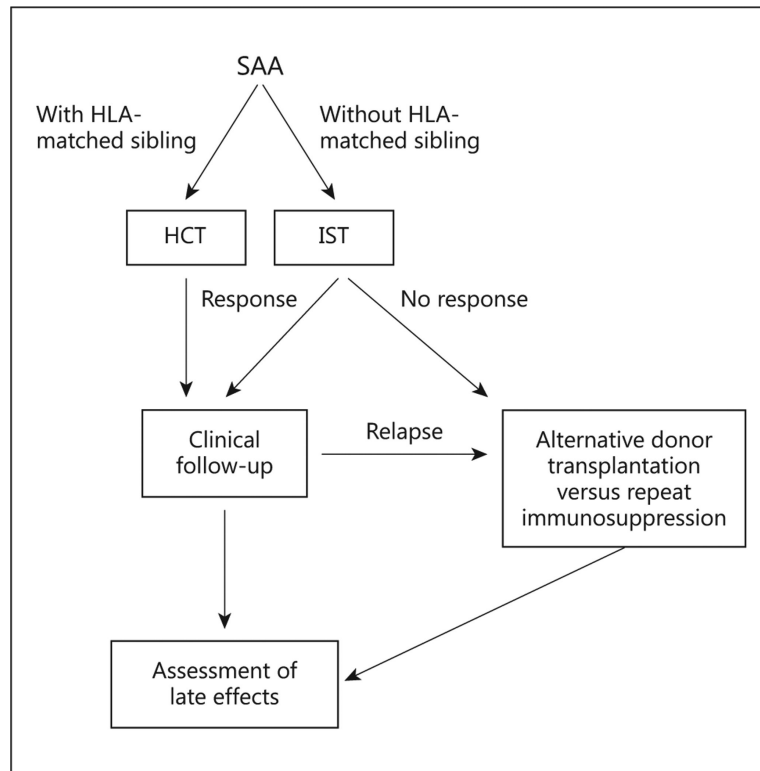 SAA
With HLA-
matched sibling
Without HLA-
matched sibling
HCT
IST
Response
No response
Clinical
follow-up
Relapse
Alternative donor
transplantation
versus repeat
immunosuppression
Assessment of
late effects